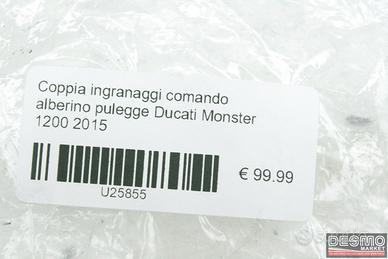 Coppia ingranaggi comando
alberino pulegge Ducati Monster
1200 2015
€ 99.99
U25855
DESMO
MARKET